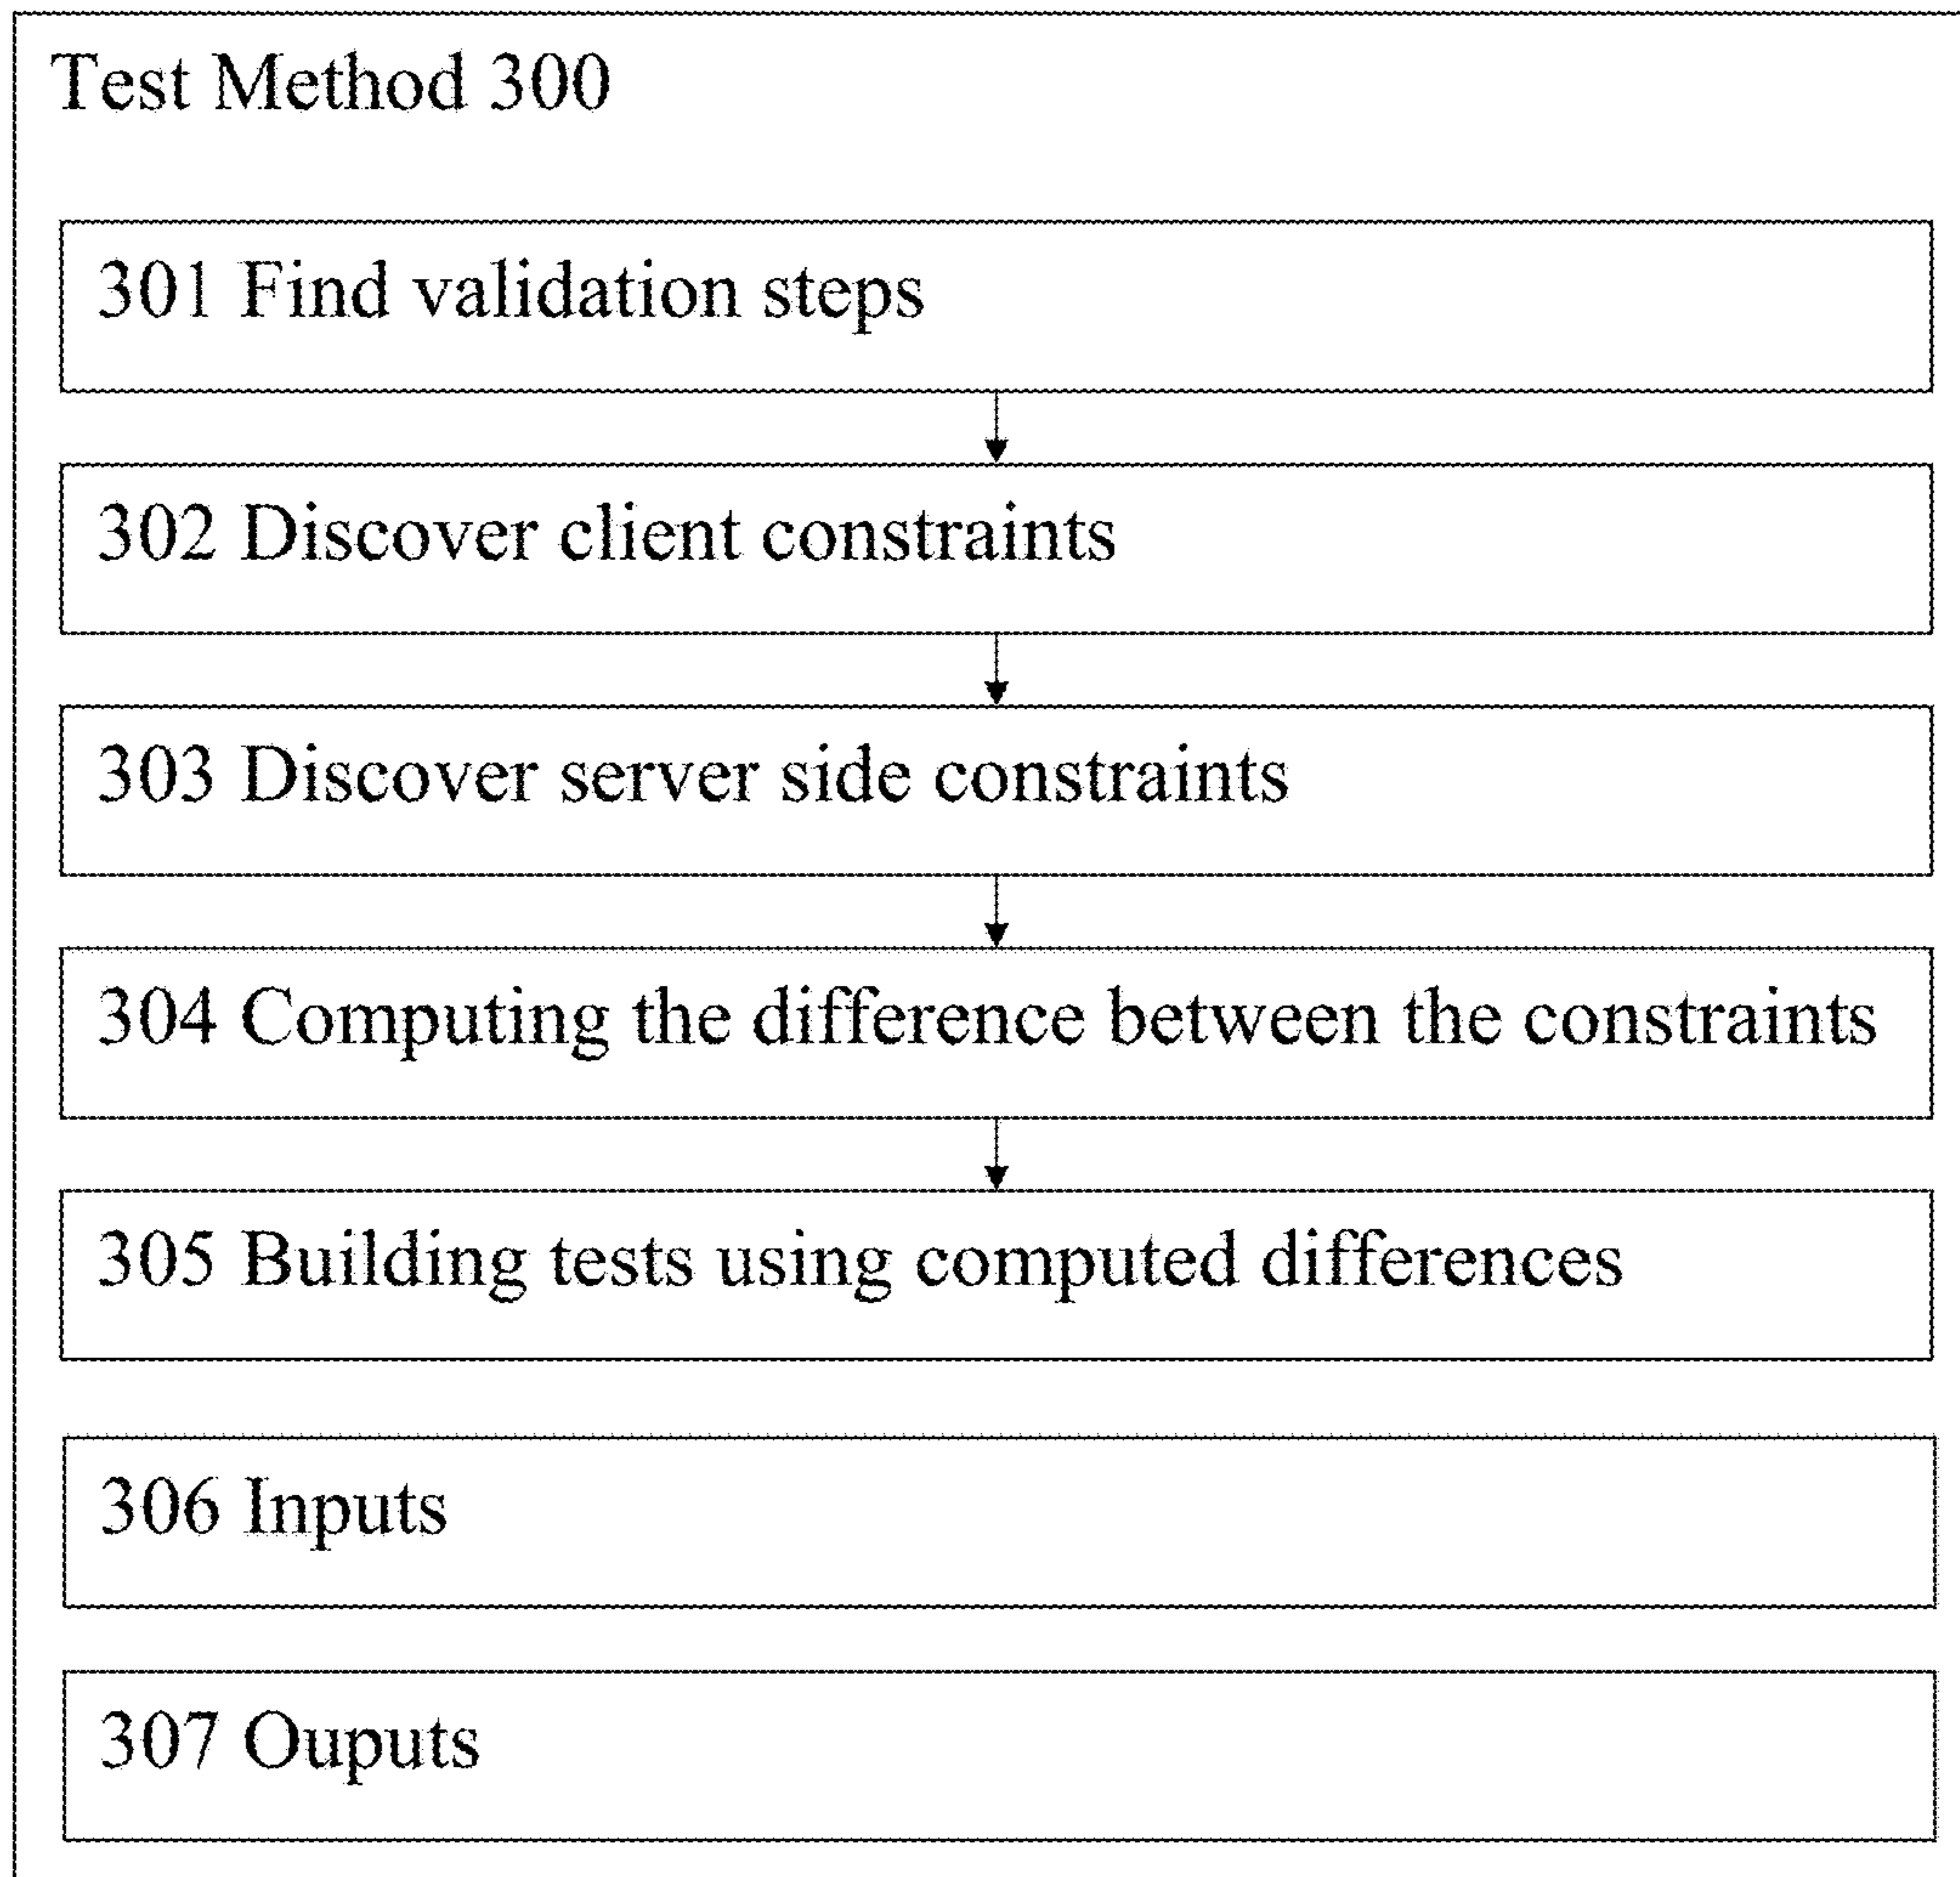 Test Method 300
301 Find validation steps
302 Discover client constraints
303 Discover server side constraints
304 Computing the difference between the constraints
305 Building tests using computed differences
306 Inputs
307 Ouputs